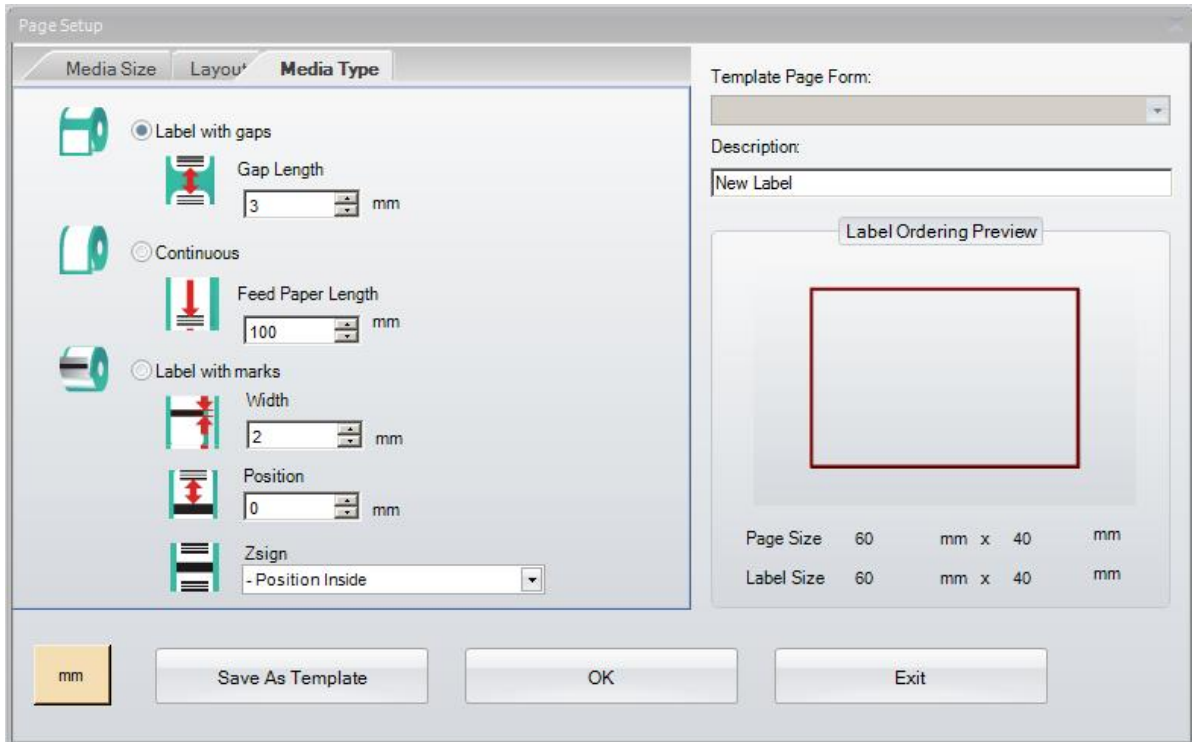 Page Setup
Media Size
Layout
Media Type
Label with gaps
Gap Length
3 mm
Continuous
Feed Paper Length
100 mm
Label with marks
Width
2 mm
Position
0 mm
Zsign
- Position Inside
Template Page Form:
Description:
New Label
Label Ordering Preview
Page Size 60 mm x 40 mm
Label Size 60 mm x 40 mm
mm
Save As Template
OK
Exit